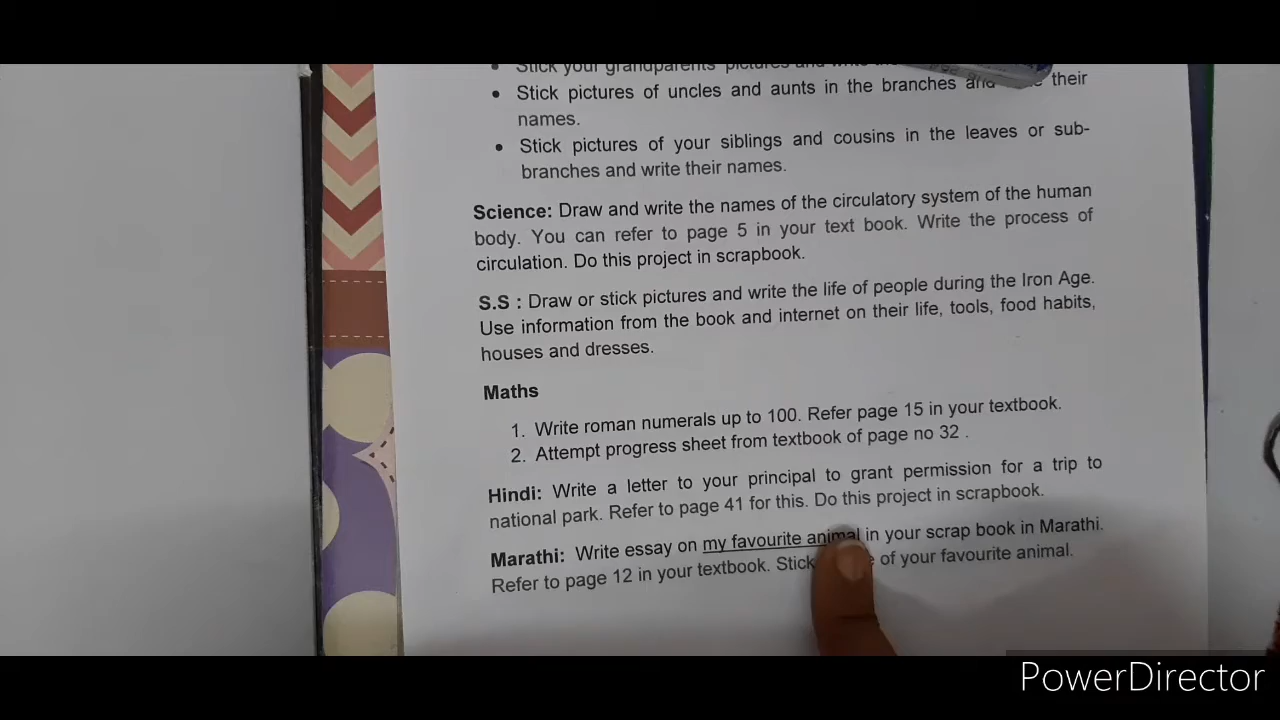 • Stick your grandparents' pictures and
• Stick pictures of uncles and aunts in the branches and their
names.
• Stick pictures of your siblings and cousins in the leaves or sub-
branches and write their names.
Science: Draw and write the names of the circulatory system of the human
body. You can refer to page 5 in your text book. Write the process of
circulation. Do this project in scrapbook.
S.S : Draw or stick pictures and write the life of people during the Iron Age.
Use information from the book and internet on their life, tools, food habits,
houses and dresses.
Maths
1. Write roman numerals up to 100. Refer page 15 in your textbook.
2. Attempt progress sheet from textbook of page no 32 .
Hindi: Write a letter to your principal to grant permission for a trip to
national park. Refer to page 41 for this. Do this project in scrapbook.
Marathi: Write essay on my favourite animal in your scrap book in Marathi.
Refer to page 12 in your textbook. Stick of your favourite animal.
PowerDirector